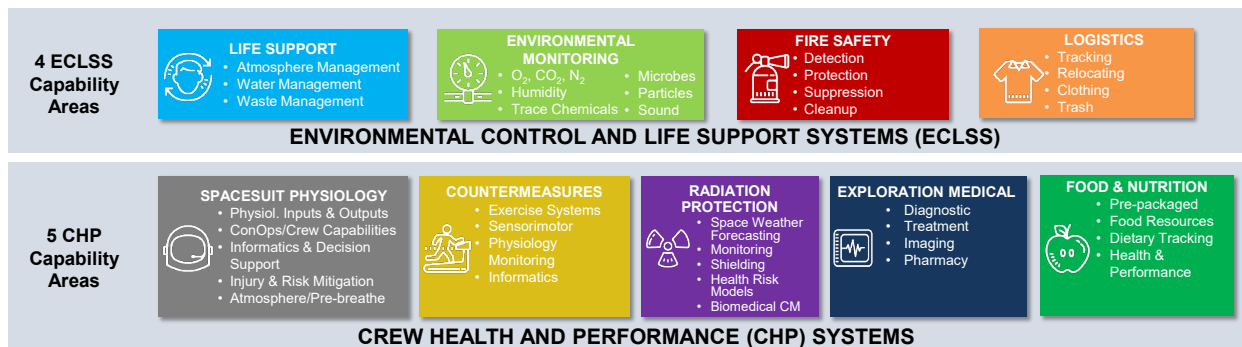 4 ECLSS
Capability
Areas
LIFE SUPPORT
• Atmosphere Management
• Water Management
• Waste Management
ENVIRONMENTAL
MONITORING
• O₂, CO₂, N₂
• Humidity
• Trace Chemicals
• Microbes
• Particles
• Sound
FIRE SAFETY
• Detection
• Protection
• Suppression
• Cleanup
LOGISTICS
• Tracking
• Relocating
• Clothing
• Trash
ENVIRONMENTAL CONTROL AND LIFE SUPPORT SYSTEMS (ECLSS)
5 CHP
Capability
Areas
SPACESUIT PHYSIOLOGY
• Physiol. Inputs & Outputs
• ConOps/Crew Capabilities
• Informatics & Decision
Support
• Injury & Risk Mitigation
• Atmosphere/Pre-breathe
COUNTERMEASURES
• Exercise Systems
• Sensorimotor
• Physiology
Monitoring
• Informatics
RADIATION
PROTECTION
• Space Weather
Forecasting
• Monitoring
• Shielding
• Health Risk
Models
• Biomedical CM
EXPLORATION MEDICAL
• Diagnostic
• Treatment
• Imaging
• Pharmacy
FOOD & NUTRITION
• Pre-packaged
• Food Resources
• Dietary Tracking
• Health &
Performance
CREW HEALTH AND PERFORMANCE (CHP) SYSTEMS